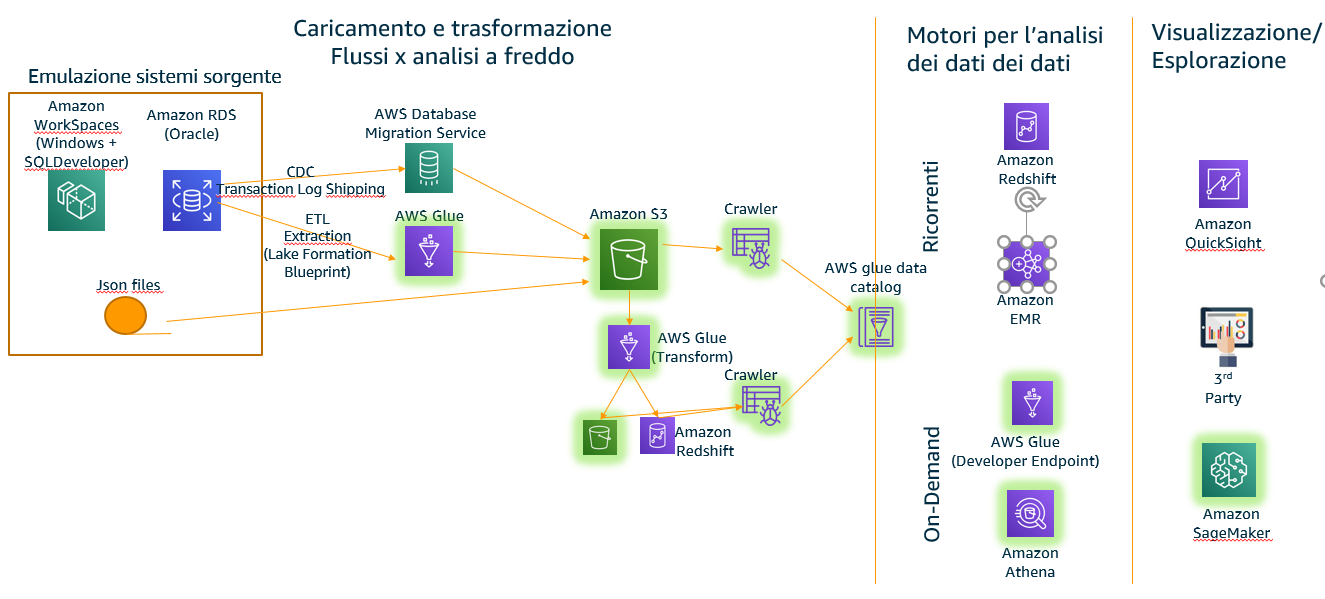 Caricamento e trasformazione
Flussi x analisi a freddo
Emulazione sistemi sorgente
Amazon
WorkSpaces
(Windows +
SQLDeveloper)
Amazon RDS
(Oracle)
CDC
Transaction Log Shipping
ETL
Extraction
(Lake Formation
Blueprint)
Json files
AWS Database
Migration Service
AWS Glue
Amazon S3
Crawler
AWS glue data
catalog
AWS Glue
(Transform)
Crawler
Amazon
Redshift
Motori per l’analisi
dei dati dei dati
Ricorrenti
Amazon
Redshift
Amazon
EMR
On-Demand
AWS Glue
(Developer Endpoint)
Amazon
Athena
Visualizzazione/
Esplorazione
Amazon
QuickSight
3rd
Party
Amazon
SageMaker